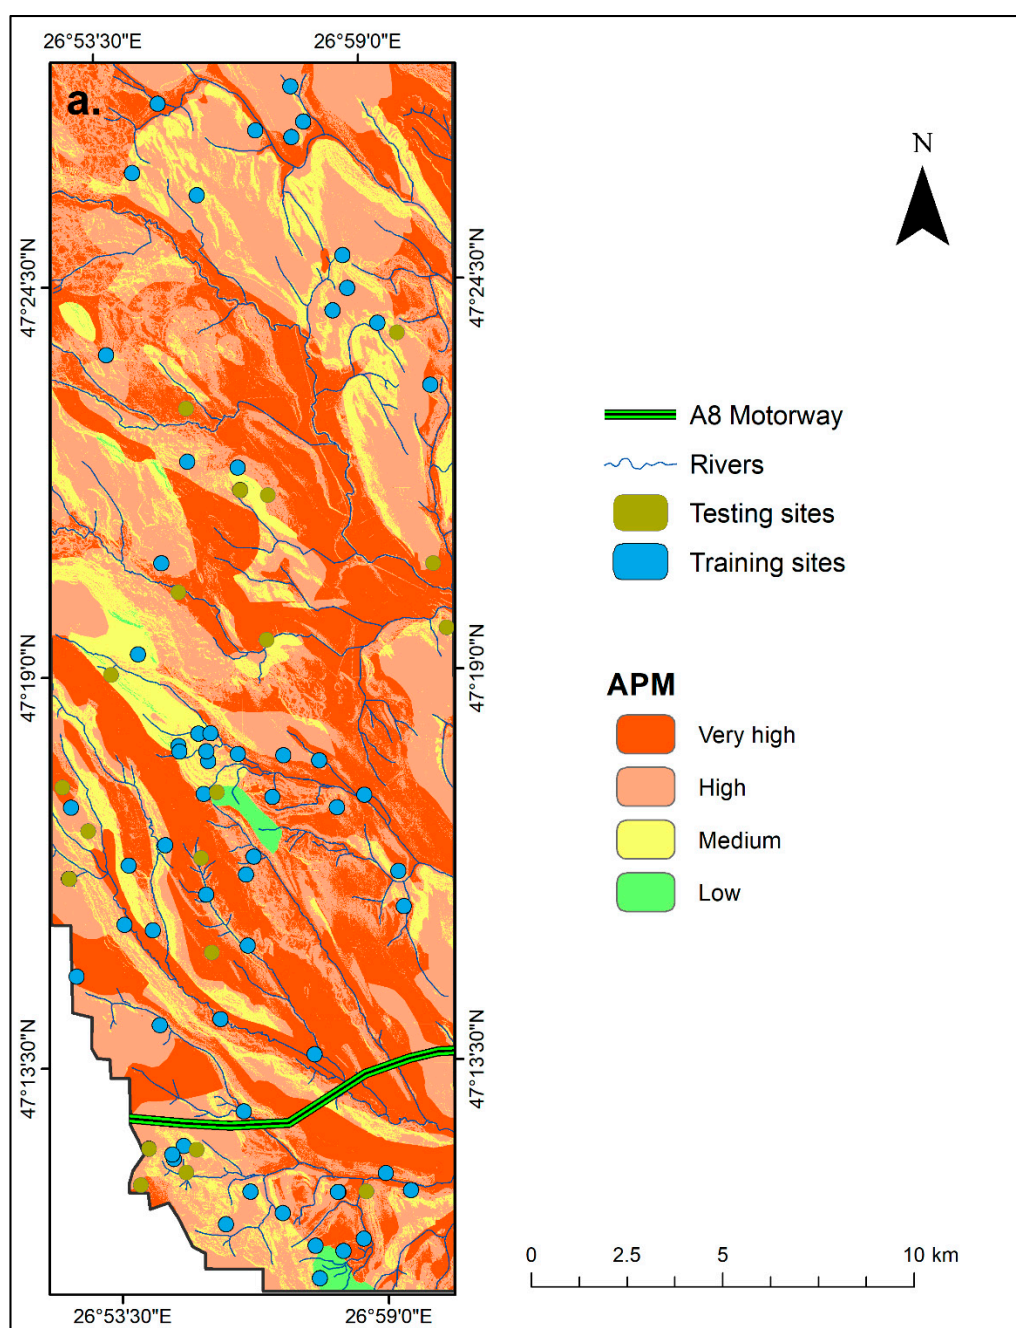 26°53'30"E 26°59'0"E
a.
N
47°24'30"N 47°24'30"N
A8 Motorway
Rivers
Testing sites
Training sites
47°19'0"N 47°19'0"N
APM
Very high
High
Medium
Low
47°13'30"N 47°13'30"N
0 2.5 5 10 km
26°53'30"E 26°59'0"E